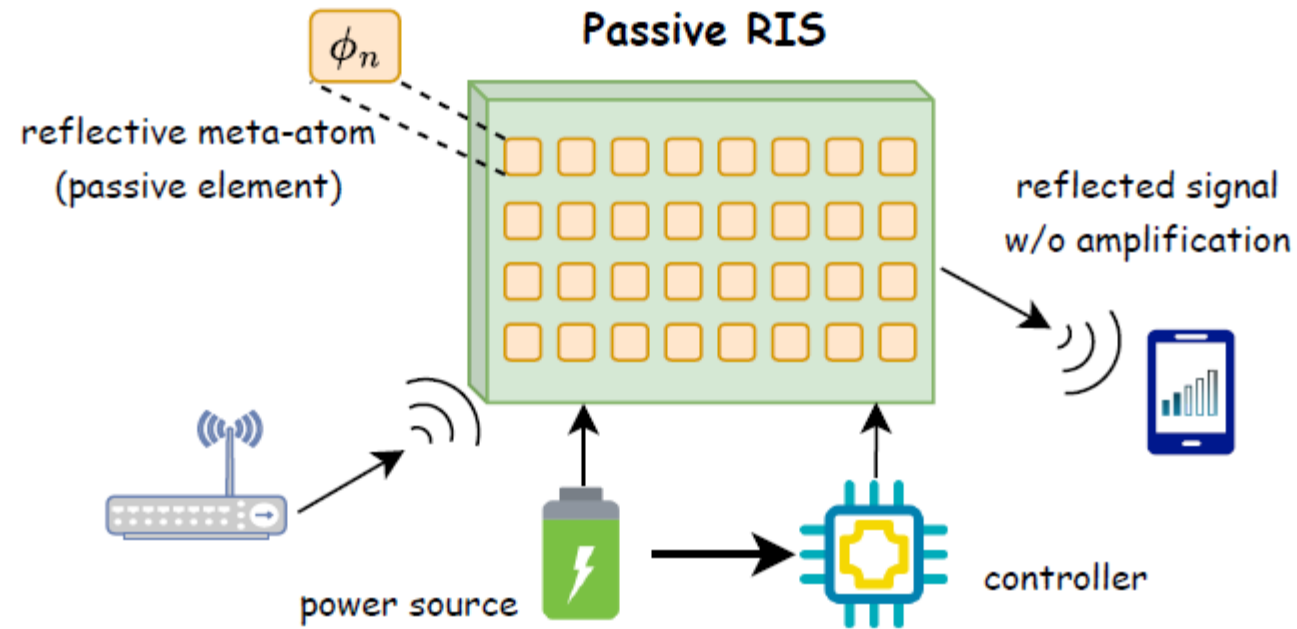 Passive RIS
ϕₙ
reflective meta-atom
(passive element)
reflected signal
w/o amplification
power source
controller